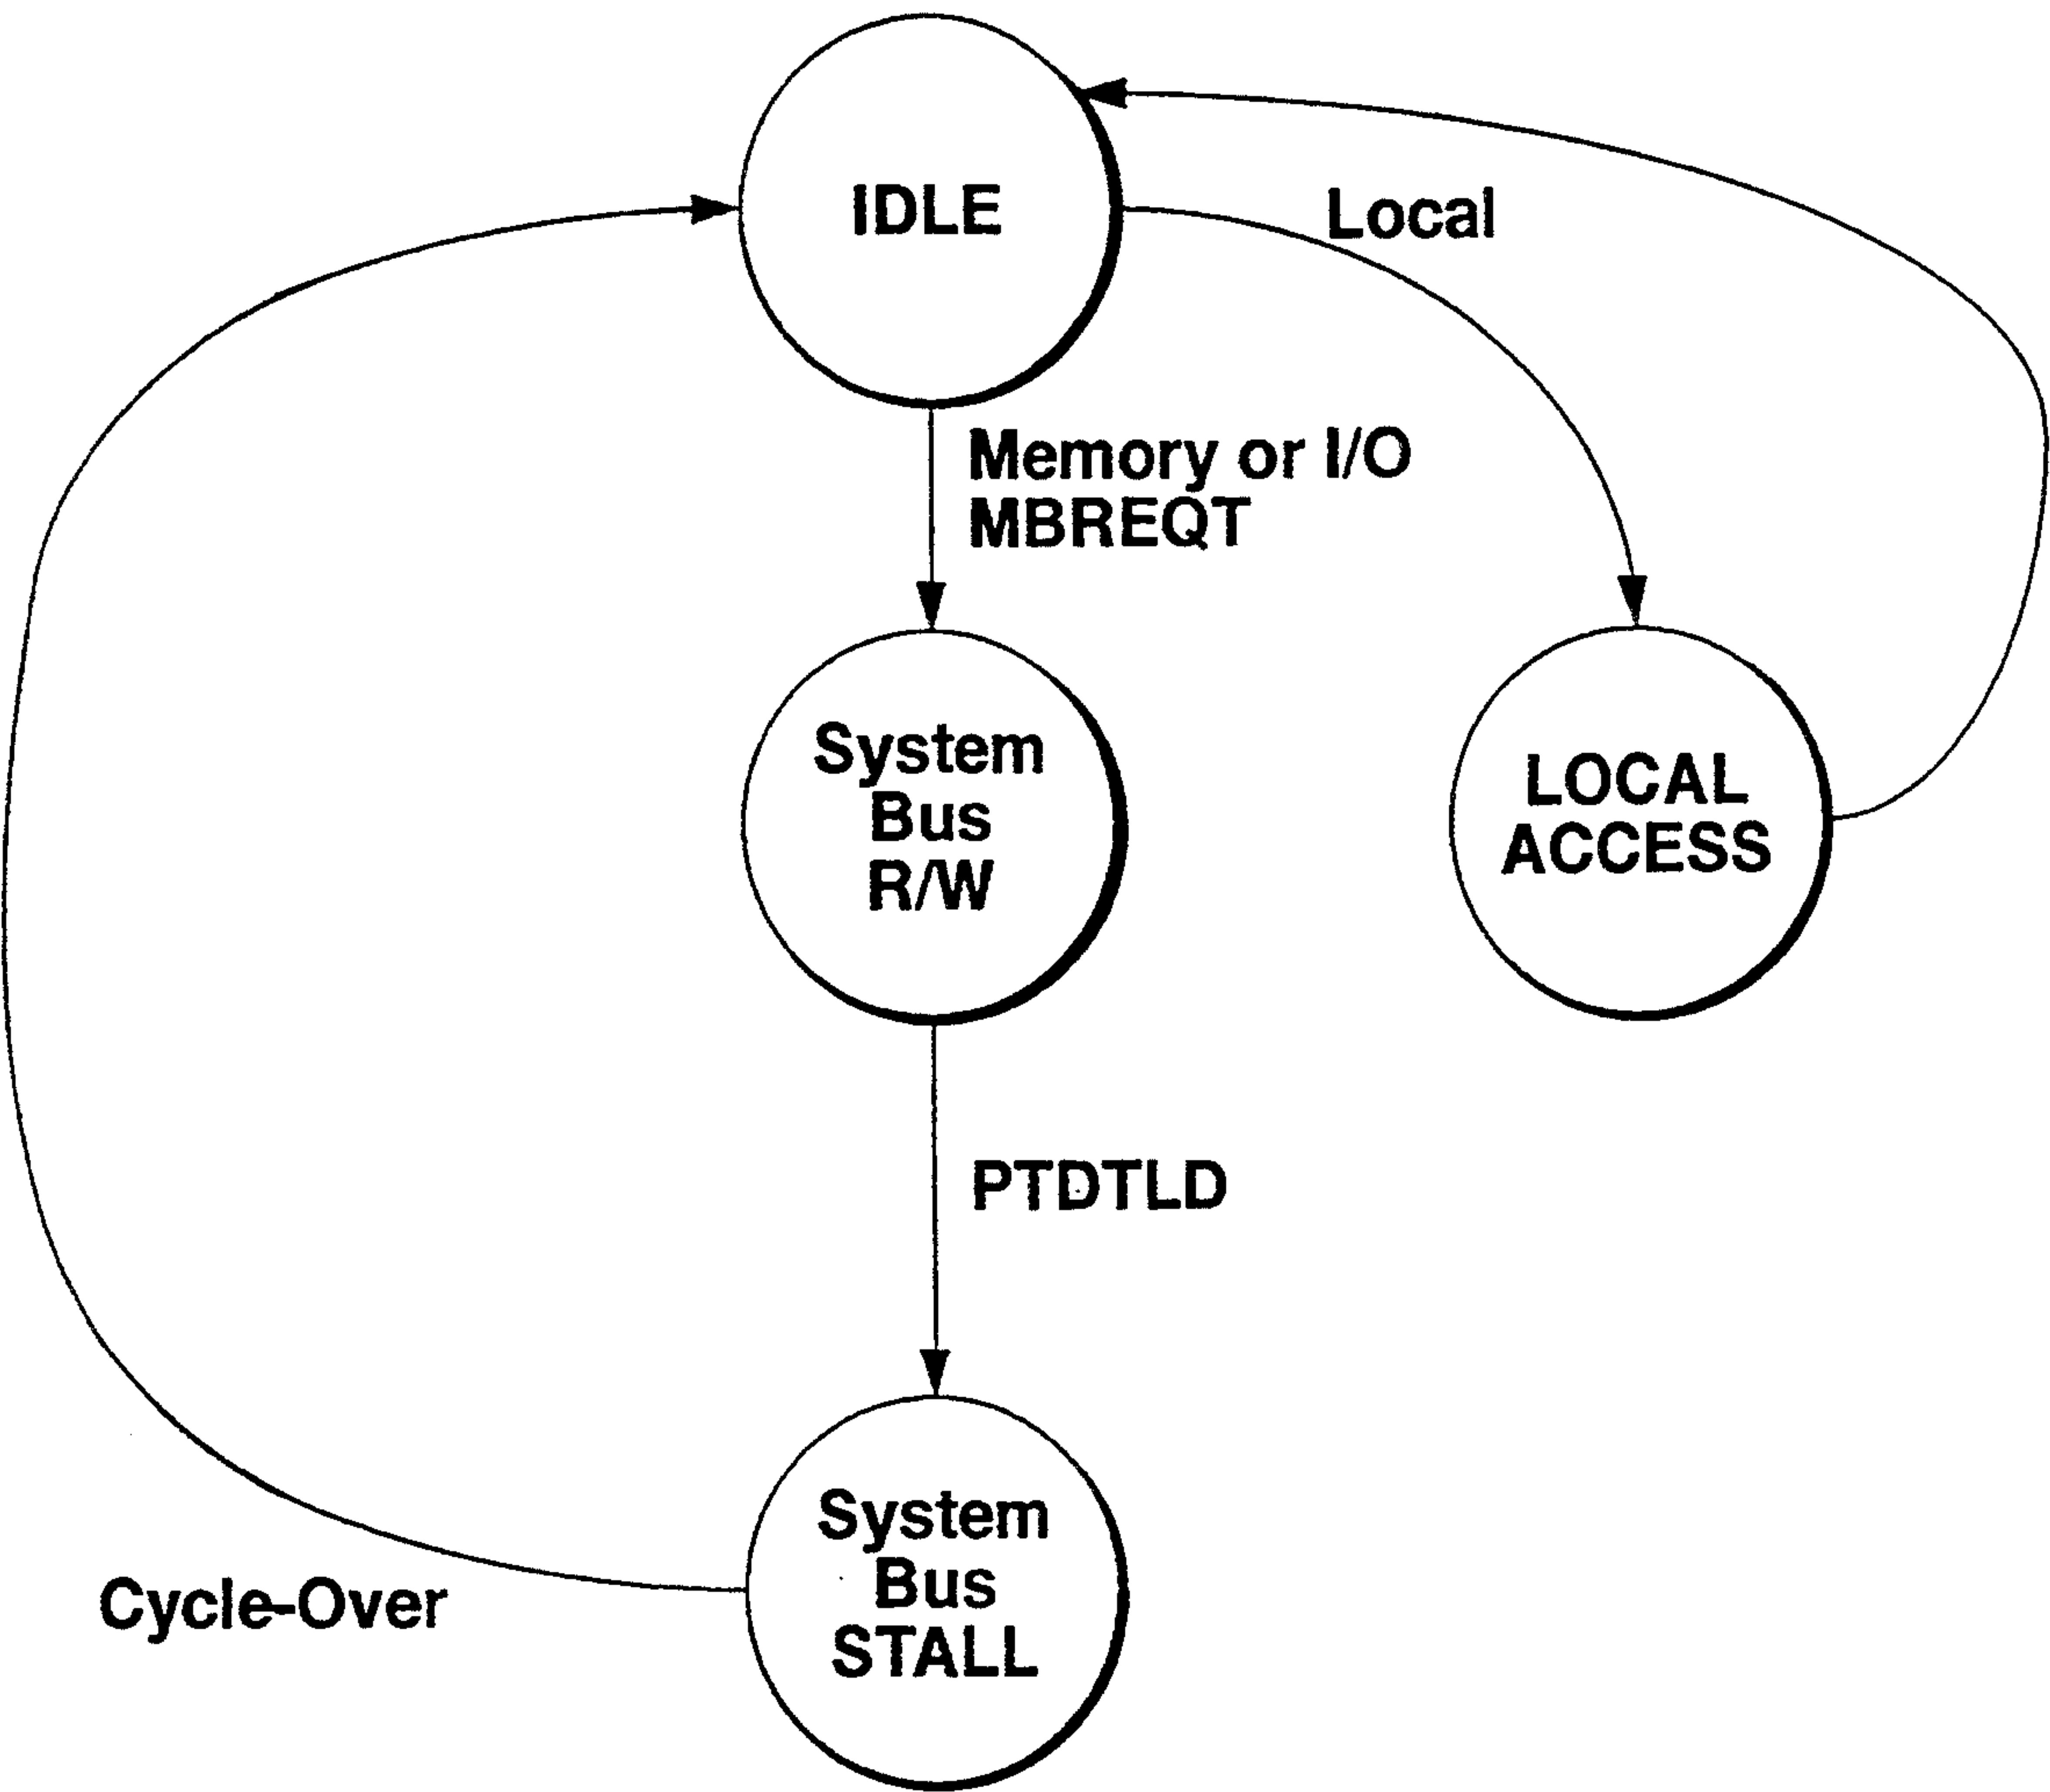 IDLE
Local
Memory or I/O
MBREQT
System
Bus
R/W
LOCAL
ACCESS
PTDTLD
System
Bus
STALL
Cycle-Over